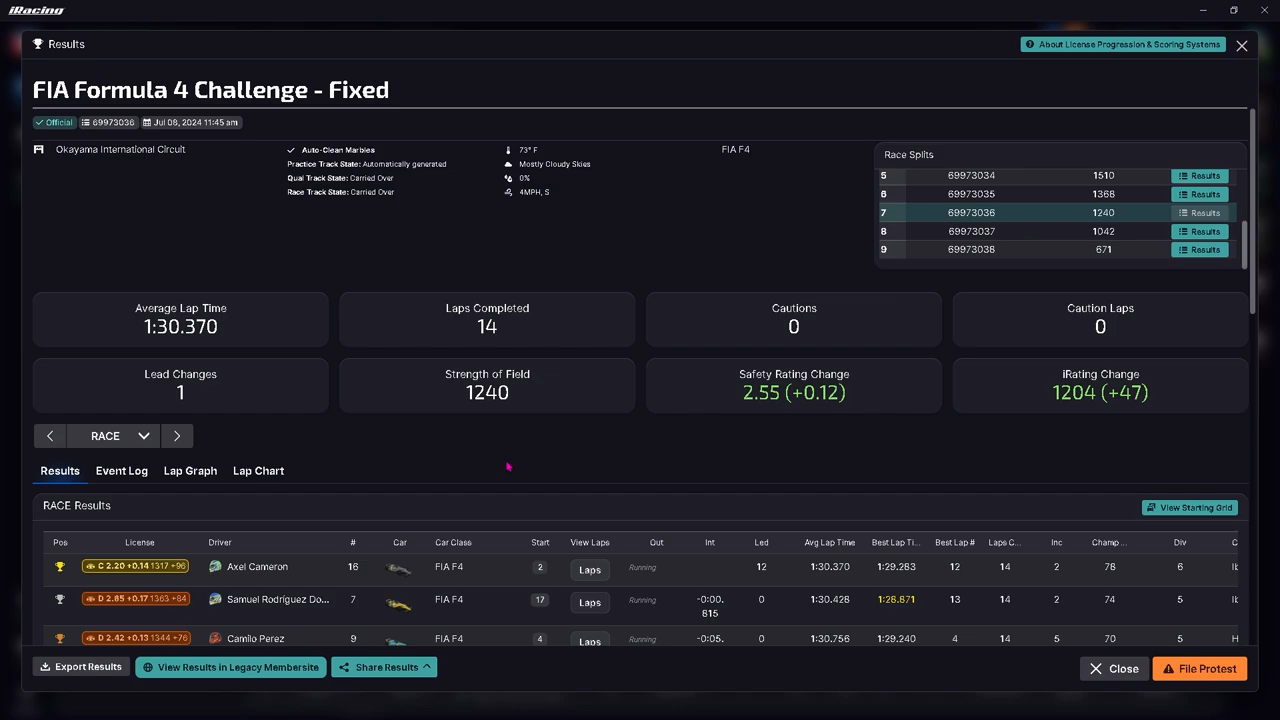 iRacing
Results
About License Progression & Scoring Systems
FIA Formula 4 Challenge - Fixed
Official 69973036 Jul 08, 2024 11:45 am
Okayama International Circuit
Auto-Clean Marbles
Practice Track State: Automatically generated
Qual Track State: Carried Over
Race Track State: Carried Over
73° F
Mostly Cloudy Skies
0%
4MPH, S
FIA F4
Race Splits
5 69973034 1510 Results
6 69973035 1368 Results
7 69973036 1240 Results
8 69973037 1042 Results
9 69973038 671 Results
Average Lap Time
1:30.370
Laps Completed
14
Cautions
0
Caution Laps
0
Lead Changes
1
Strength of Field
1240
Safety Rating Change
2.55 (+0.12)
iRating Change
1204 (+47)
RACE
Results Event Log Lap Graph Lap Chart
RACE Results
View Starting Grid
Pos License Driver # Car Car Class Start View Laps Out Int Led Avg Lap Time Best Lap Ti... Best Lap # Laps C... Inc Champ... Div C
C 2.20 +0.14 1317 +96 Axel Cameron 16 FIA F4 2 Laps Running 12 1:30.370 1:29.283 12 14 2 78 6
D 2.85 +0.17 1363 +84 Samuel Rodríguez Do... 7 FIA F4 17 Laps Running -0:00.815 0 1:30.428 1:28.871 13 14 2 74 5
D 2.42 +0.13 1344 +76 Camilo Perez 9 FIA F4 4 Laps Running -0:05. 0 1:30.756 1:29.240 4 14 5 70 5
Export Results
View Results in Legacy Membersite
Share Results
Close
File Protest